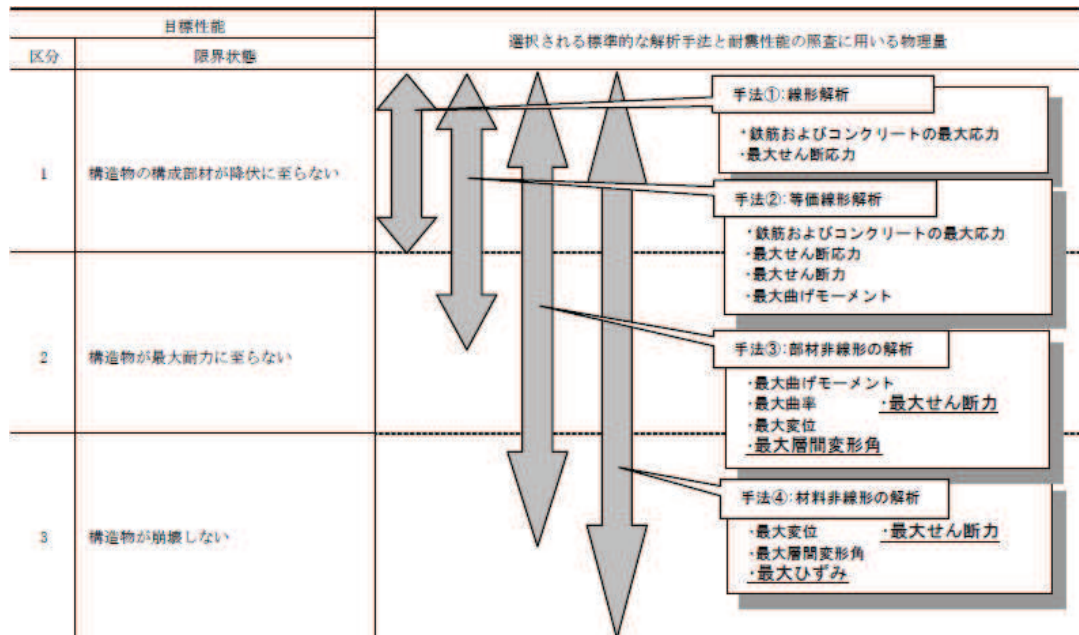 目標性能
選択される標準的な解析手法と耐震性能の照査に用いる物理量
区分
限界状態
1
構造物の構成部材が降伏に至らない
2
構造物が最大耐力に至らない
3
構造物が崩壊しない
手法①:線形解析
・鉄筋およびコンクリートの最大応力
・最大せん断応力
手法②:等価線形解析
・鉄筋およびコンクリートの最大応力
・最大せん断応力
・最大せん断力
・最大曲げモーメント
手法③:部材非線形の解析
・最大曲げモーメント
・最大曲率 ・最大せん断力
・最大変位
・最大層間変形角
手法④:材料非線形の解析
・最大変位 ・最大せん断力
・最大層間変形角
・最大ひずみ